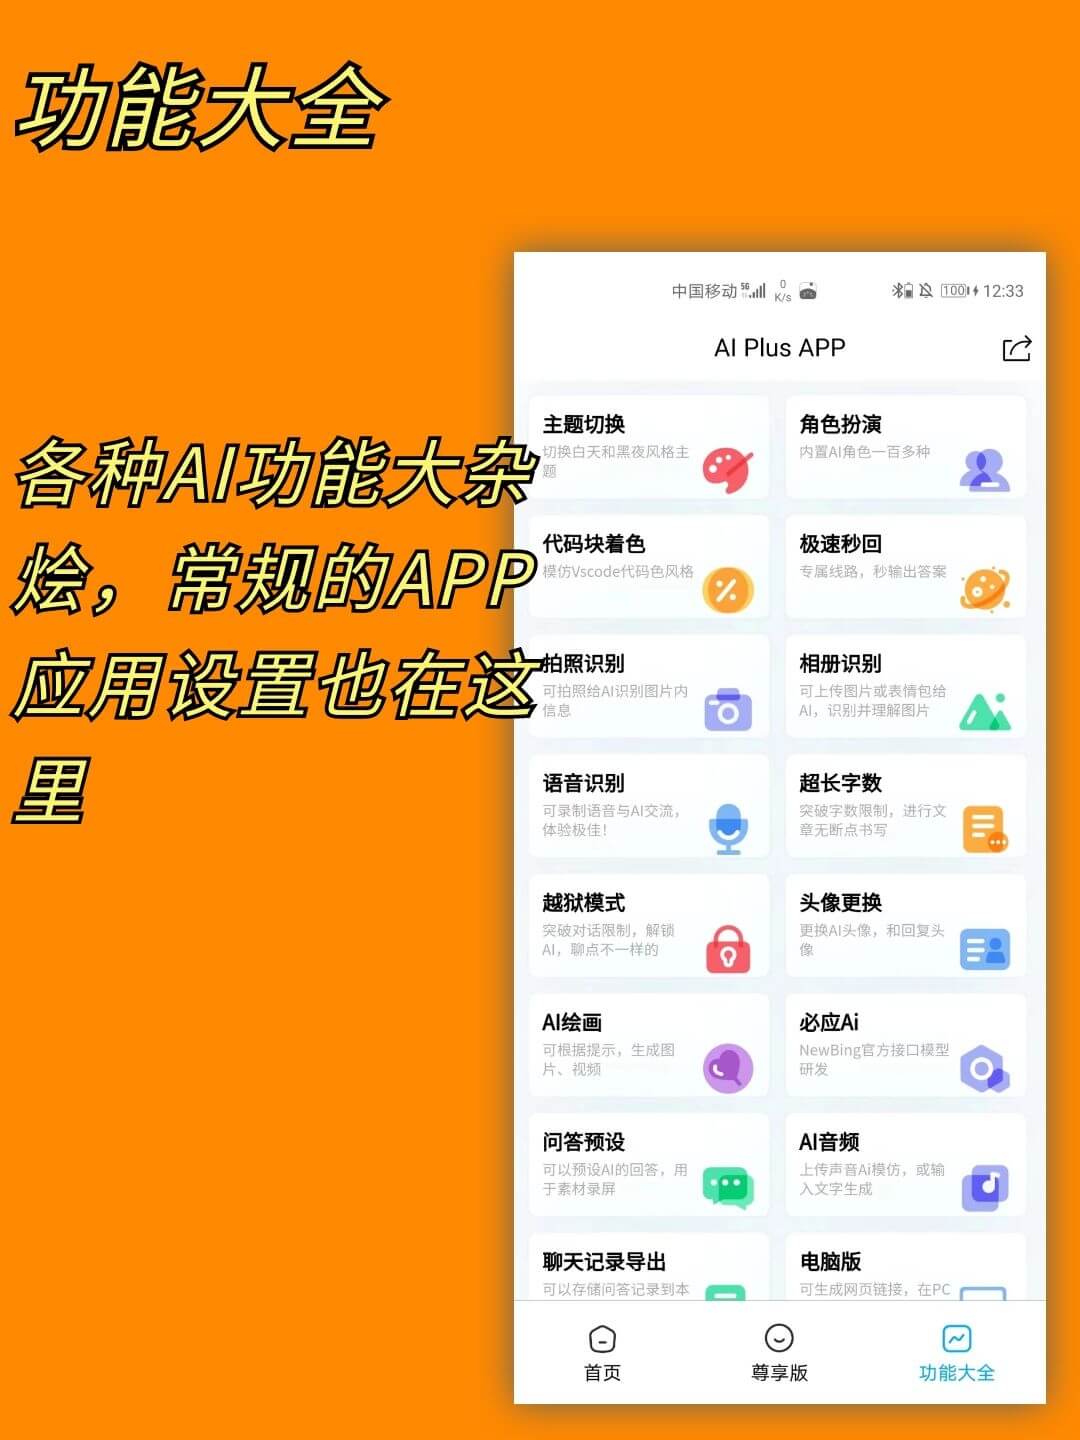 功能大全
各种AI功能大杂
烩，常规的APP
应用设置也在这
里
中国移动 5G 0 K/s 100 12:33
AI Plus APP
主题切换
切换白天和黑夜风格主
题
角色扮演
内置AI角色一百多种
代码块着色
模仿Vscode代码色风格
极速秒回
专属线路，秒输出答案
拍照识别
可拍照给AI识别图片内
信息
相册识别
可上传图片或表情包给
AI，识别并理解图片
语音识别
可录制语音与AI交流，
体验极佳！
超长字数
突破字数限制，进行文
章无断点书写
越狱模式
突破对话限制，解锁
AI，聊点不一样的
头像更换
更换AI头像，和回复头
像
AI绘画
可根据提示，生成图
片、视频
必应Ai
NewBing官方接口模型
研发
问答预设
可以预设AI的回答，用
于素材录屏
AI音频
上传声音Ai模仿，或输
入文字生成
聊天记录导出
可以存储问答记录到本
电脑版
可生成网页链接，在PC
首页
尊享版
功能大全